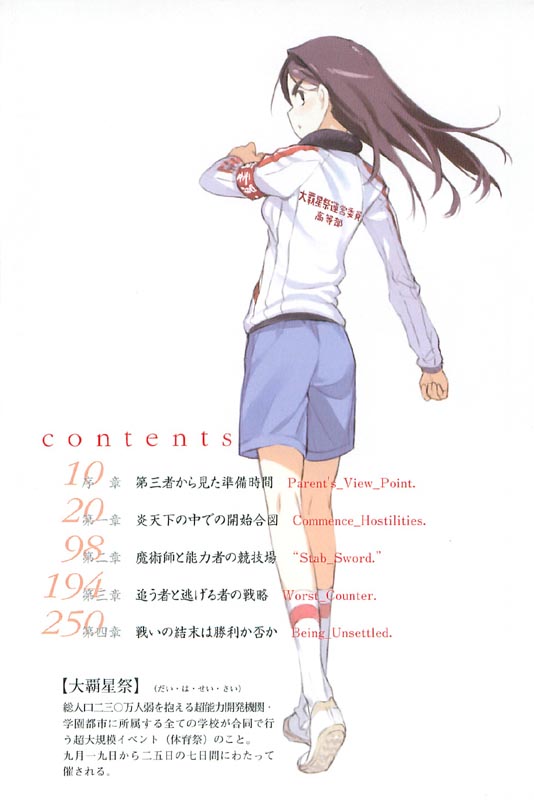 大覇星祭運営委員
高等部
contents
10 序 章 第三者から見た準備時間 Parent's_View_Point.
20 第一章 炎天下の中での開始合図 Commence_Hostilities.
98 第二章 魔術師と能力者の競技場 “Stab_Sword.”
194 第三章 追う者と逃げる者の戦略 Worst_Counter.
250 第四章 戦いの結末は勝利か否か Being_Unsettled.
【大覇星祭】 (だい・は・せい・さい)
総人口二三〇万人弱を抱える超能力開発機関・
学園都市に所属する全ての学校が合同で行
う超大規模イベント（体育祭）のこと。
九月一九日から二五日の七日間にわたって
催される。